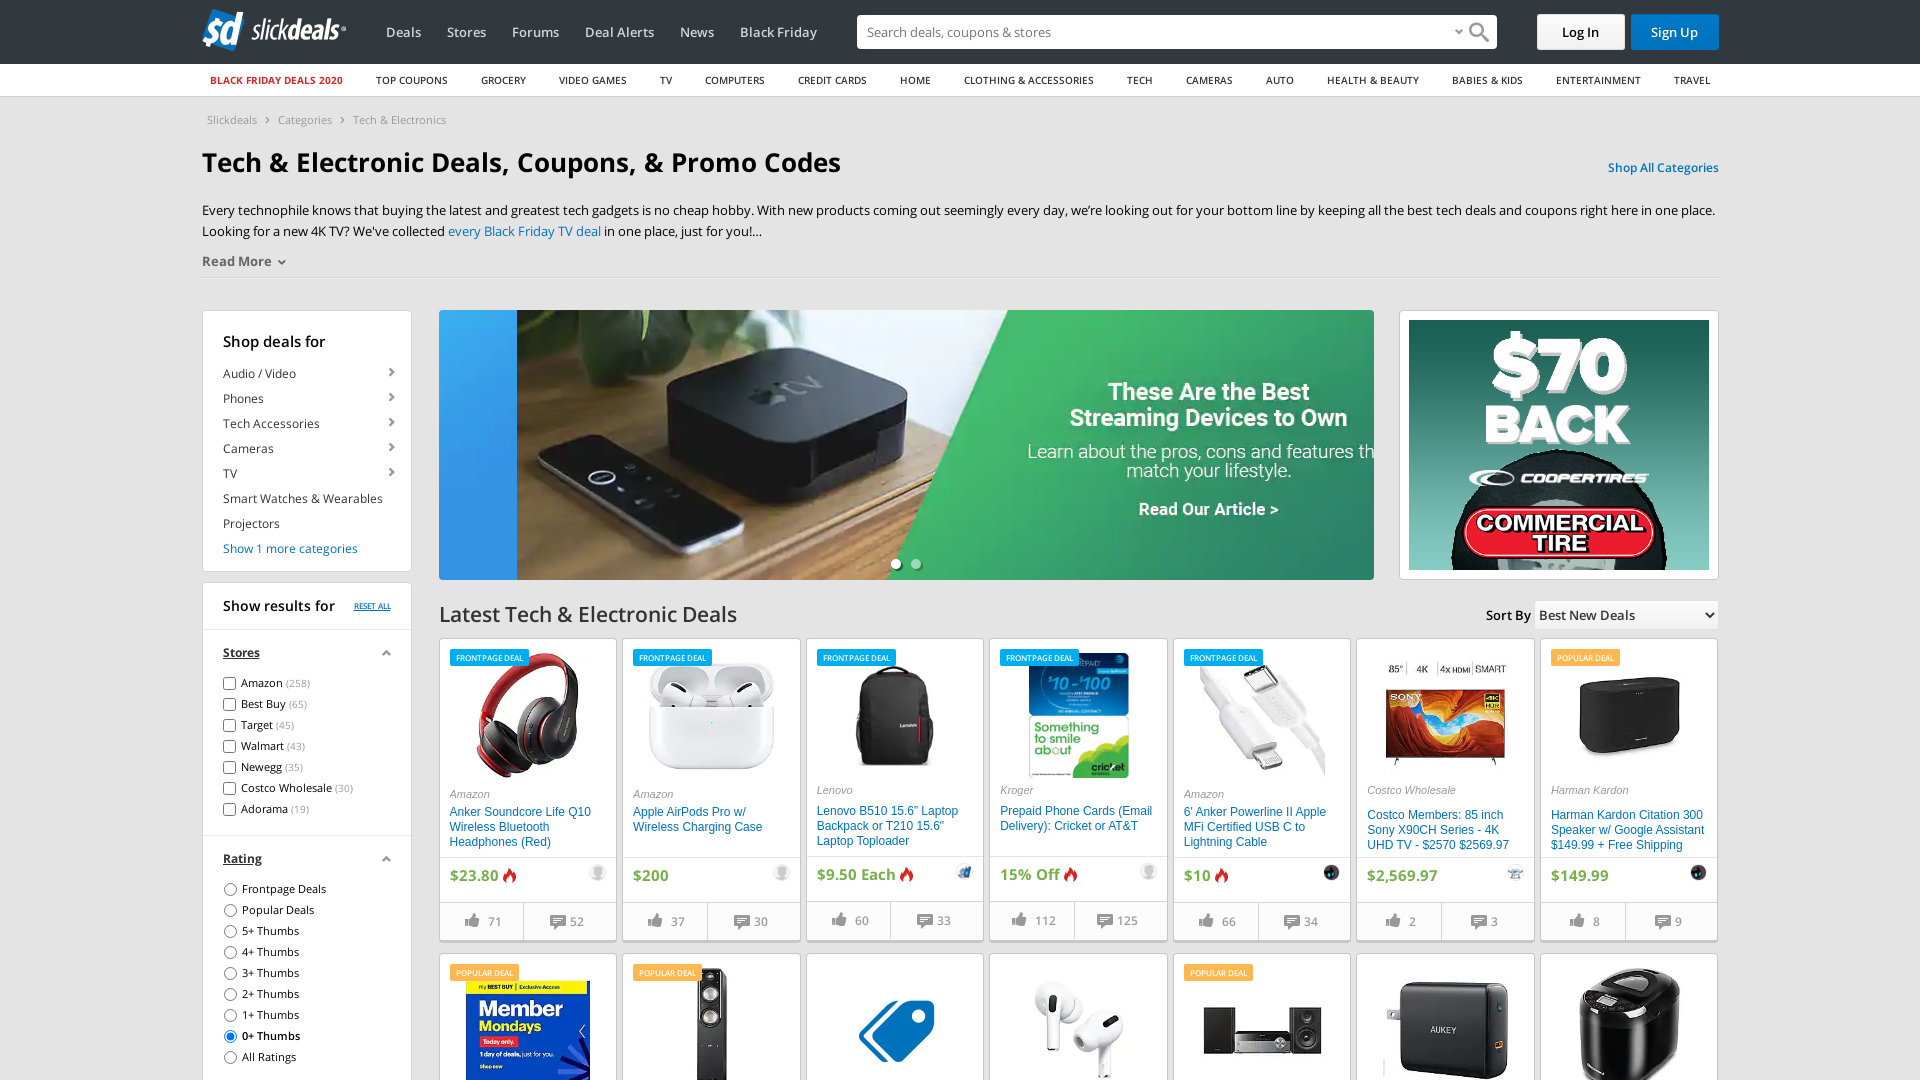 slickdeals
Deals
Stores
Forums
Deal Alerts
News
Black Friday
Search deals, coupons & stores
Log In
Sign Up
BLACK FRIDAY DEALS 2020
TOP COUPONS
GROCERY
VIDEO GAMES
TV
COMPUTERS
CREDIT CARDS
HOME
CLOTHING & ACCESSORIES
TECH
CAMERAS
AUTO
HEALTH & BEAUTY
BABIES & KIDS
ENTERTAINMENT
TRAVEL
Slickdeals > Categories > Tech & Electronics
Tech & Electronic Deals, Coupons, & Promo Codes
Shop All Categories
Every technophile knows that buying the latest and greatest tech gadgets is no cheap hobby. With new products coming out seemingly every day, we’re looking out for your bottom line by keeping all the best tech deals and coupons right here in one place.
Looking for a new 4K TV? We've collected every Black Friday TV deal in one place, just for you!...
Read More
Shop deals for
Audio / Video
Phones
Tech Accessories
Cameras
TV
Smart Watches & Wearables
Projectors
Show 1 more categories
Show results for
RESET ALL
Stores
Amazon (258)
Best Buy (65)
Target (45)
Walmart (43)
Newegg (35)
Costco Wholesale (30)
Adorama (19)
Rating
Frontpage Deals
Popular Deals
5+ Thumbs
4+ Thumbs
3+ Thumbs
2+ Thumbs
1+ Thumbs
0+ Thumbs
All Ratings
tv
These Are the Best
Streaming Devices to Own
Learn about the pros, cons and features th
match your lifestyle.
Read Our Article >
$70
BACK
COOPERTIRES
COMMERCIAL
TIRE
Latest Tech & Electronic Deals
Sort By
Best New Deals
FRONTPAGE DEAL
Amazon
Anker Soundcore Life Q10
Wireless Bluetooth
Headphones (Red)
$23.80
71
52
FRONTPAGE DEAL
Amazon
Apple AirPods Pro w/
Wireless Charging Case
$200
37
30
FRONTPAGE DEAL
Lenovo
Lenovo
Lenovo B510 15.6” Laptop
Backpack or T210 15.6"
Laptop Toploader
$9.50 Each
60
33
FRONTPAGE DEAL
$10 - $100
Something
to smile
about
cricket
Kroger
Prepaid Phone Cards (Email
Delivery): Cricket or AT&T
15% Off
112
125
FRONTPAGE DEAL
Amazon
6' Anker Powerline II Apple
MFi Certified USB C to
Lightning Cable
$10
66
34
85" 4K 4x HDMI SMART
SONY
4K
HDR
Costco Wholesale
Costco Members: 85 inch
Sony X90CH Series - 4K
UHD TV - $2570 $2569.97
$2,569.97
2
3
POPULAR DEAL
Harman Kardon
Harman Kardon Citation 300
Speaker w/ Google Assistant
$149.99 + Free Shipping
$149.99
8
9
POPULAR DEAL
my BEST BUY | Exclusive Access
Member
Mondays
Today only.
1 day of deals, just for you.
Shop now
POPULAR DEAL
POPULAR DEAL
AUKEY